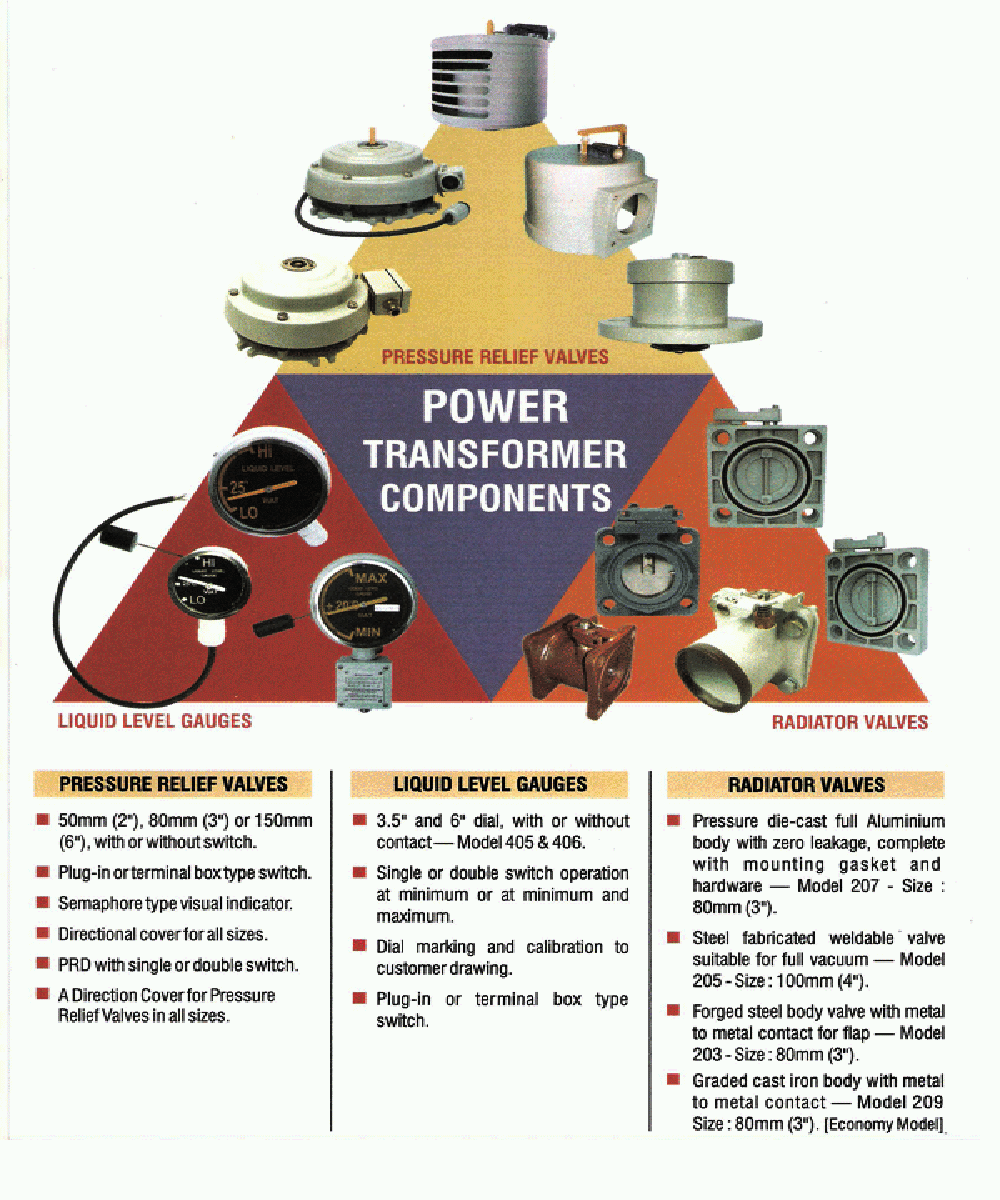 PRESSURE RELIEF VALVES
POWER
TRANSFORMER
COMPONENTS
HI
LIQUID LEVEL
25°
LO
HI
LO
MAX
MIN
LIQUID LEVEL GAUGES
RADIATOR VALVES
PRESSURE RELIEF VALVES
50mm (2"), 80mm (3") or 150mm
(6"), with or without switch.
Plug-in or terminal box type switch.
Semaphore type visual indicator.
Directional cover for all sizes.
PRD with single or double switch.
A Direction Cover for Pressure
Relief Valves in all sizes.
LIQUID LEVEL GAUGES
3.5" and 6" dial, with or without
contact — Model 405 & 406.
Single or double switch operation
at minimum or at minimum and
maximum.
Dial marking and calibration to
customer drawing.
Plug-in or terminal box type
switch.
RADIATOR VALVES
Pressure die-cast full Aluminium
body with zero leakage, complete
with mounting gasket and
hardware — Model 207 - Size :
80mm (3").
Steel fabricated weldable valve
suitable for full vacuum — Model
205 - Size : 100mm (4").
Forged steel body valve with metal
to metal contact for flap — Model
203 - Size : 80mm (3").
Graded cast iron body with metal
to metal contact — Model 209
Size : 80mm (3"). [Economy Model]